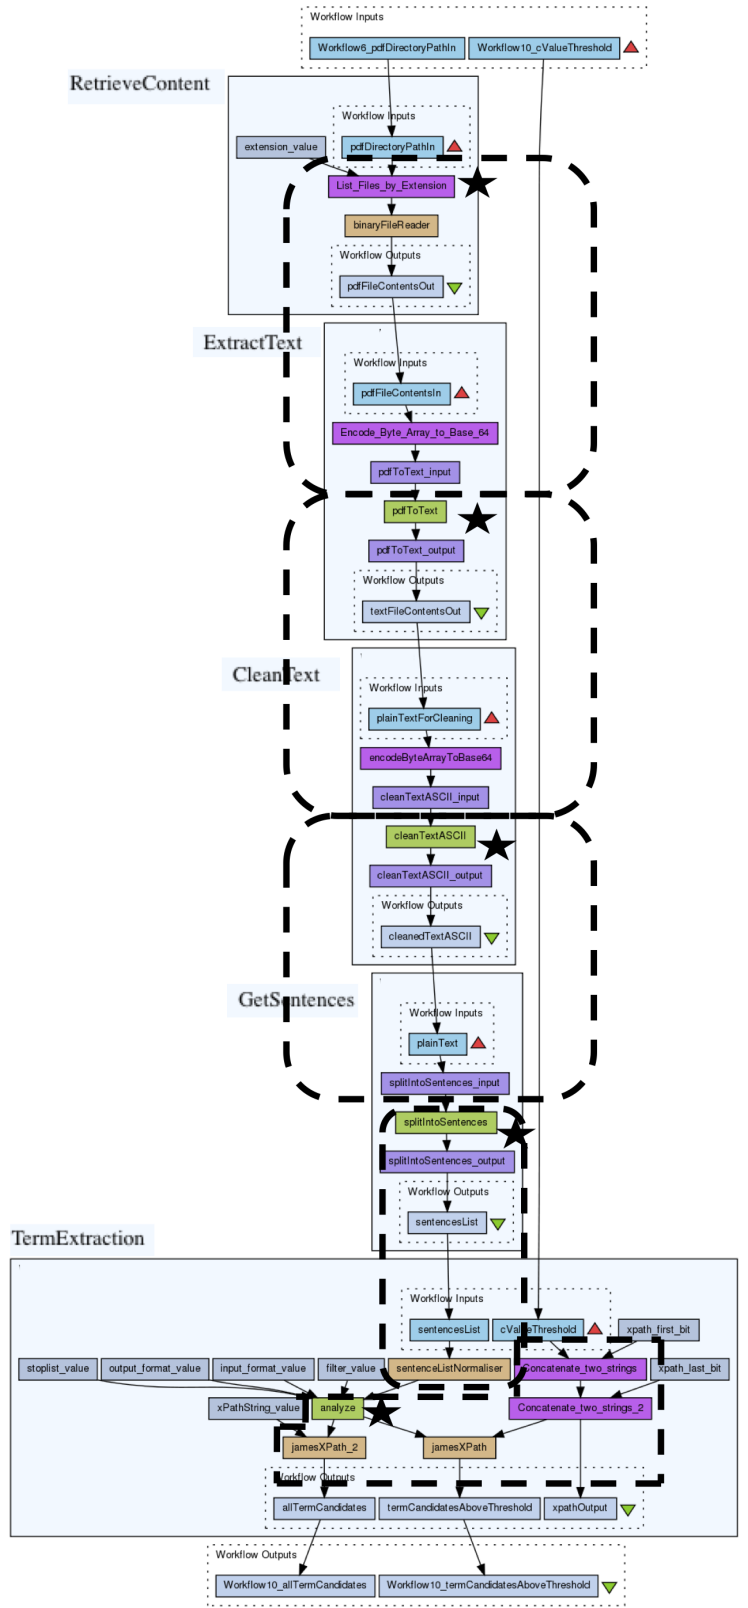 Workflow Inputs
Workflow6_pdfDirectoryPathIn Workflow10_cValueThreshold
RetrieveContent
Workflow Inputs
extension_value pdfDirectoryPathIn
List_Files_by_Extension
binaryFileReader
Workflow Outputs
pdfFileContentsOut
ExtractText
Workflow Inputs
pdfFileContentsIn
Encode_Byte_Array_to_Base_64
pdfToText_input
pdfToText
pdfToText_output
Workflow Outputs
textFileContentsOut
CleanText
Workflow Inputs
plainTextForCleaning
encodeByteArrayToBase64
cleanTextASCII_input
cleanTextASCII
cleanTextASCII_output
Workflow Outputs
cleanedTextASCII
GetSentences
Workflow Inputs
plainText
splitIntoSentences_input
splitIntoSentences
splitIntoSentences_output
Workflow Outputs
sentencesList
TermExtraction
Workflow Inputs
sentencesList cValueThreshold xpath_first_bit
stoplist_value output_format_value input_format_value filter_value sentenceListNormaliser Concatenate_two_strings xpath_last_bit
xPathString_value analyze Concatenate_two_strings_2
jamesXPath_2 jamesXPath
Workflow Outputs
allTermCandidates termCandidatesAboveThreshold xpathOutput
Workflow Outputs
Workflow10_allTermCandidates Workflow10_termCandidatesAboveThreshold